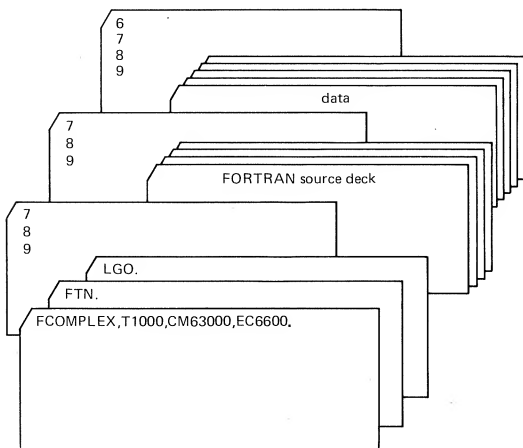 6
7
8
9
data
7
8
9
FORTRAN source deck
7
8
9
LGO.
FTN.
FCOMPLEX,T1000,CM63000,EC6600.